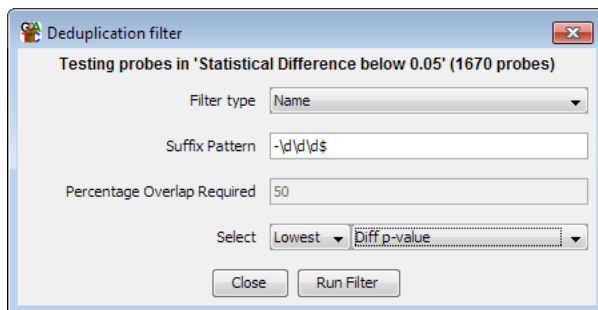 Deduplication filter
Testing probes in 'Statistical Difference below 0.05' (1670 probes)
Filter type Name
Suffix Pattern -\d\d\d$
Percentage Overlap Required 50
Select Lowest Diff p-value
Close Run Filter